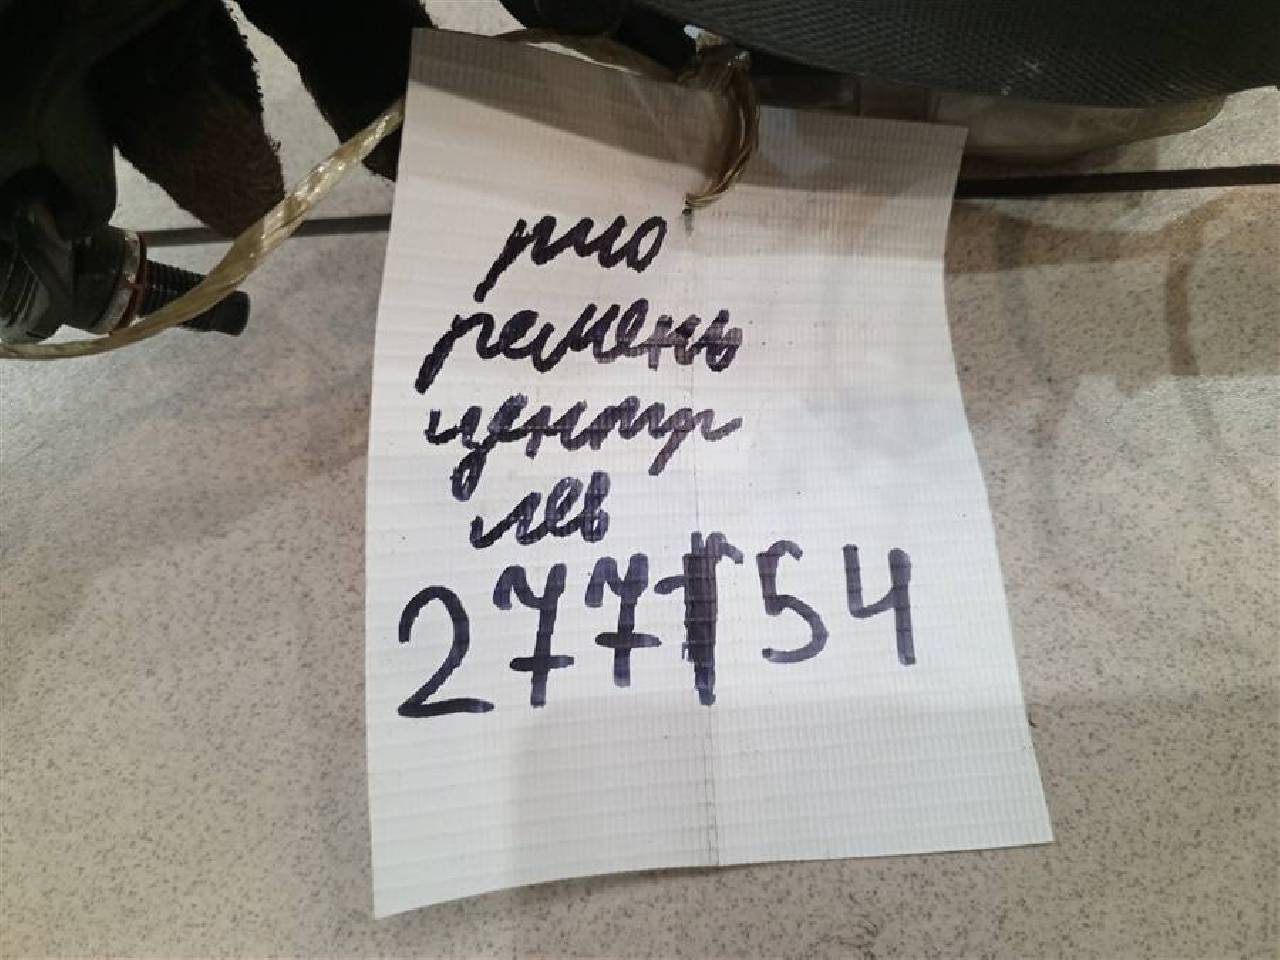 рио
ремень
центр
лев
277154